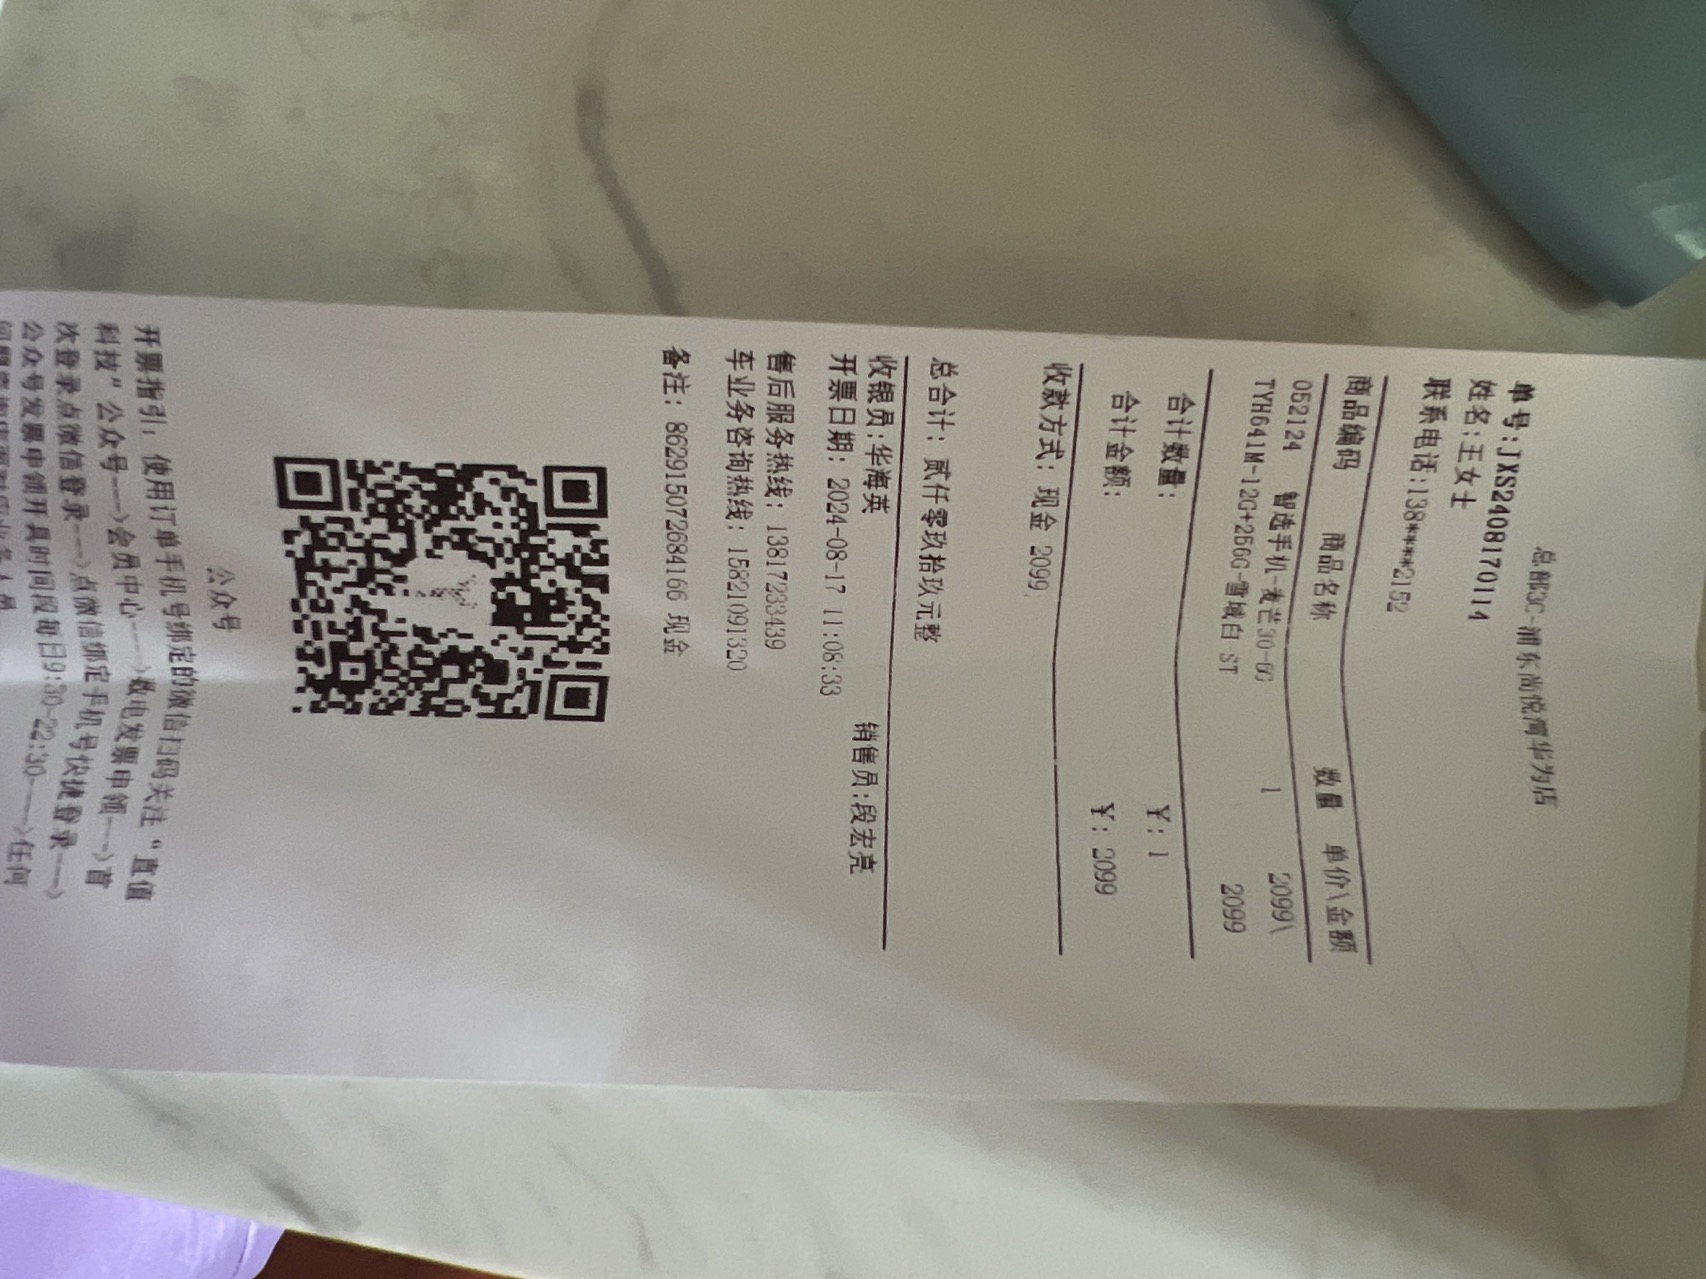 总部3C-浦东尚悦湾华为店
单号:JXS2408170114
姓名:王女士
联系电话:138****2152
商品编码 商品名称 数量 单价\金额
052124 智选手机-麦芒30-6G 1 2099\
TYH641M-12G+256G-雪域白-ST 2099
合计数量: ¥: 1
合计金额: ¥: 2099
收款方式: 现金 2099,
总合计: 贰仟零玖拾玖元整
收银员:华海英 销售员:段宏亮
开票日期: 2024-08-17 11:08:33
售后服务热线: 13817233439
车业务咨询热线: 15821091320
备注: 862915072684166 现金
公众号
开票指引: 使用订单手机号绑定的微信扫码关注“直值
科技”公众号--->会员中心--->数电发票申领--->首
次登录点微信登录--->点微信绑定手机号快捷登录--->
公众号发票申领开具时间段每日9:30-22:30--->任何